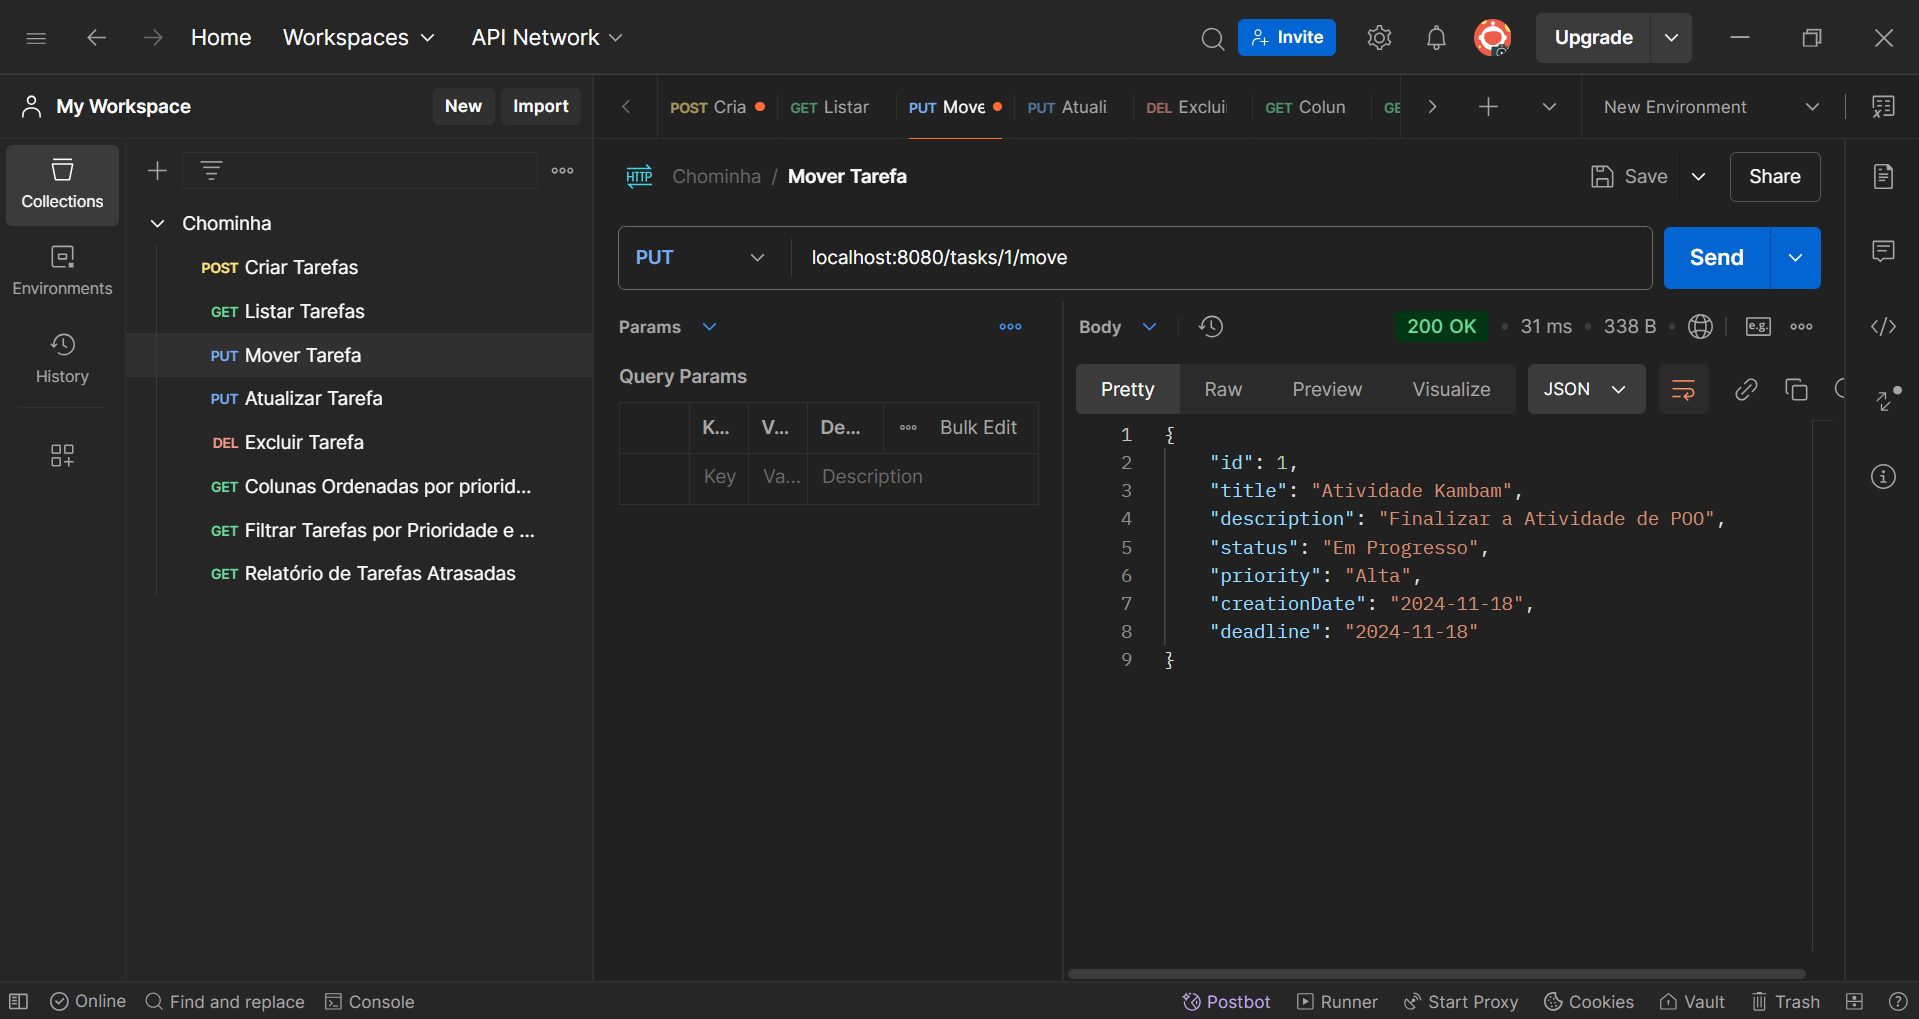 Home Workspaces API Network Invite Upgrade
My Workspace New Import
POST Cria GET Listar PUT Move PUT Atuali DEL Exclui GET Colun GE New Environment
Collections
Environments
History
Chominha
POST Criar Tarefas
GET Listar Tarefas
PUT Mover Tarefa
PUT Atualizar Tarefa
DEL Excluir Tarefa
GET Colunas Ordenadas por priorid...
GET Filtrar Tarefas por Prioridade e ...
GET Relatório de Tarefas Atrasadas
HTTP Chominha / Mover Tarefa Save Share
PUT localhost:8080/tasks/1/move Send
Params
Query Params
K... V... De... Bulk Edit
Key Va... Description
Body 200 OK 31 ms 338 B e.g.
Pretty Raw Preview Visualize JSON
1 {
2 "id": 1,
3 "title": "Atividade Kambam",
4 "description": "Finalizar a Atividade de POO",
5 "status": "Em Progresso",
6 "priority": "Alta",
7 "creationDate": "2024-11-18",
8 "deadline": "2024-11-18"
9 }
Online Find and replace Console Postbot Runner Start Proxy Cookies Vault Trash